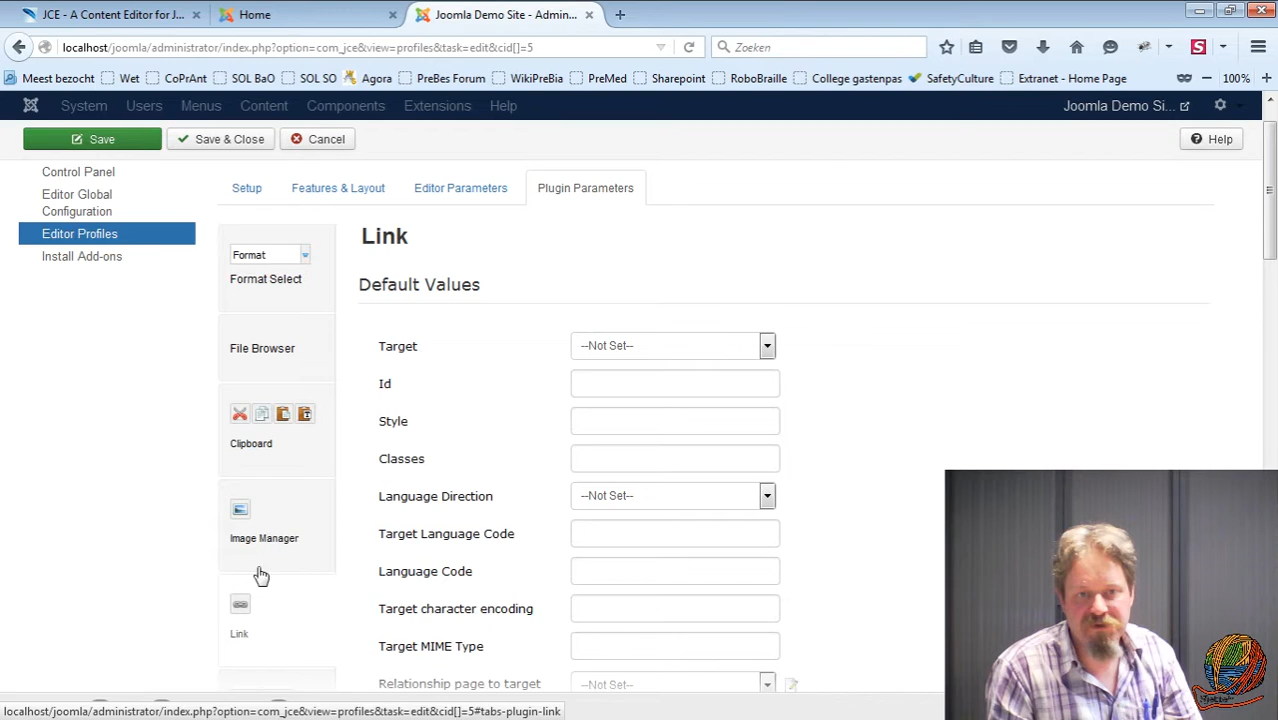 JCE - A Content Editor for J...
Home
Joomla Demo Site - Admin...
localhost/joomla/administrator/index.php?option=com_jce&view=profiles&task=edit&cid[]=5
Zoeken
Meest bezocht
Wet
CoPrAnt
SOL BaO
SOL SO
Agora
PreBes Forum
WikiPreBia
PreMed
Sharepoint
RoboBraille
College gastenpas
SafetyCulture
Extranet - Home Page
100%
System
Users
Menus
Content
Components
Extensions
Help
Joomla Demo Si...
Save
Save & Close
Cancel
Help
Control Panel
Editor Global
Configuration
Editor Profiles
Install Add-ons
Setup
Features & Layout
Editor Parameters
Plugin Parameters
Format
Format Select
File Browser
Clipboard
Image Manager
Link
Link
Default Values
Target
--Not Set--
Id
Style
Classes
Language Direction
--Not Set--
Target Language Code
Language Code
Target character encoding
Target MIME Type
Relationship page to target
--Not Set--
localhost/joomla/administrator/index.php?option=com_jce&view=profiles&task=edit&cid[]=5#tabs-plugin-link